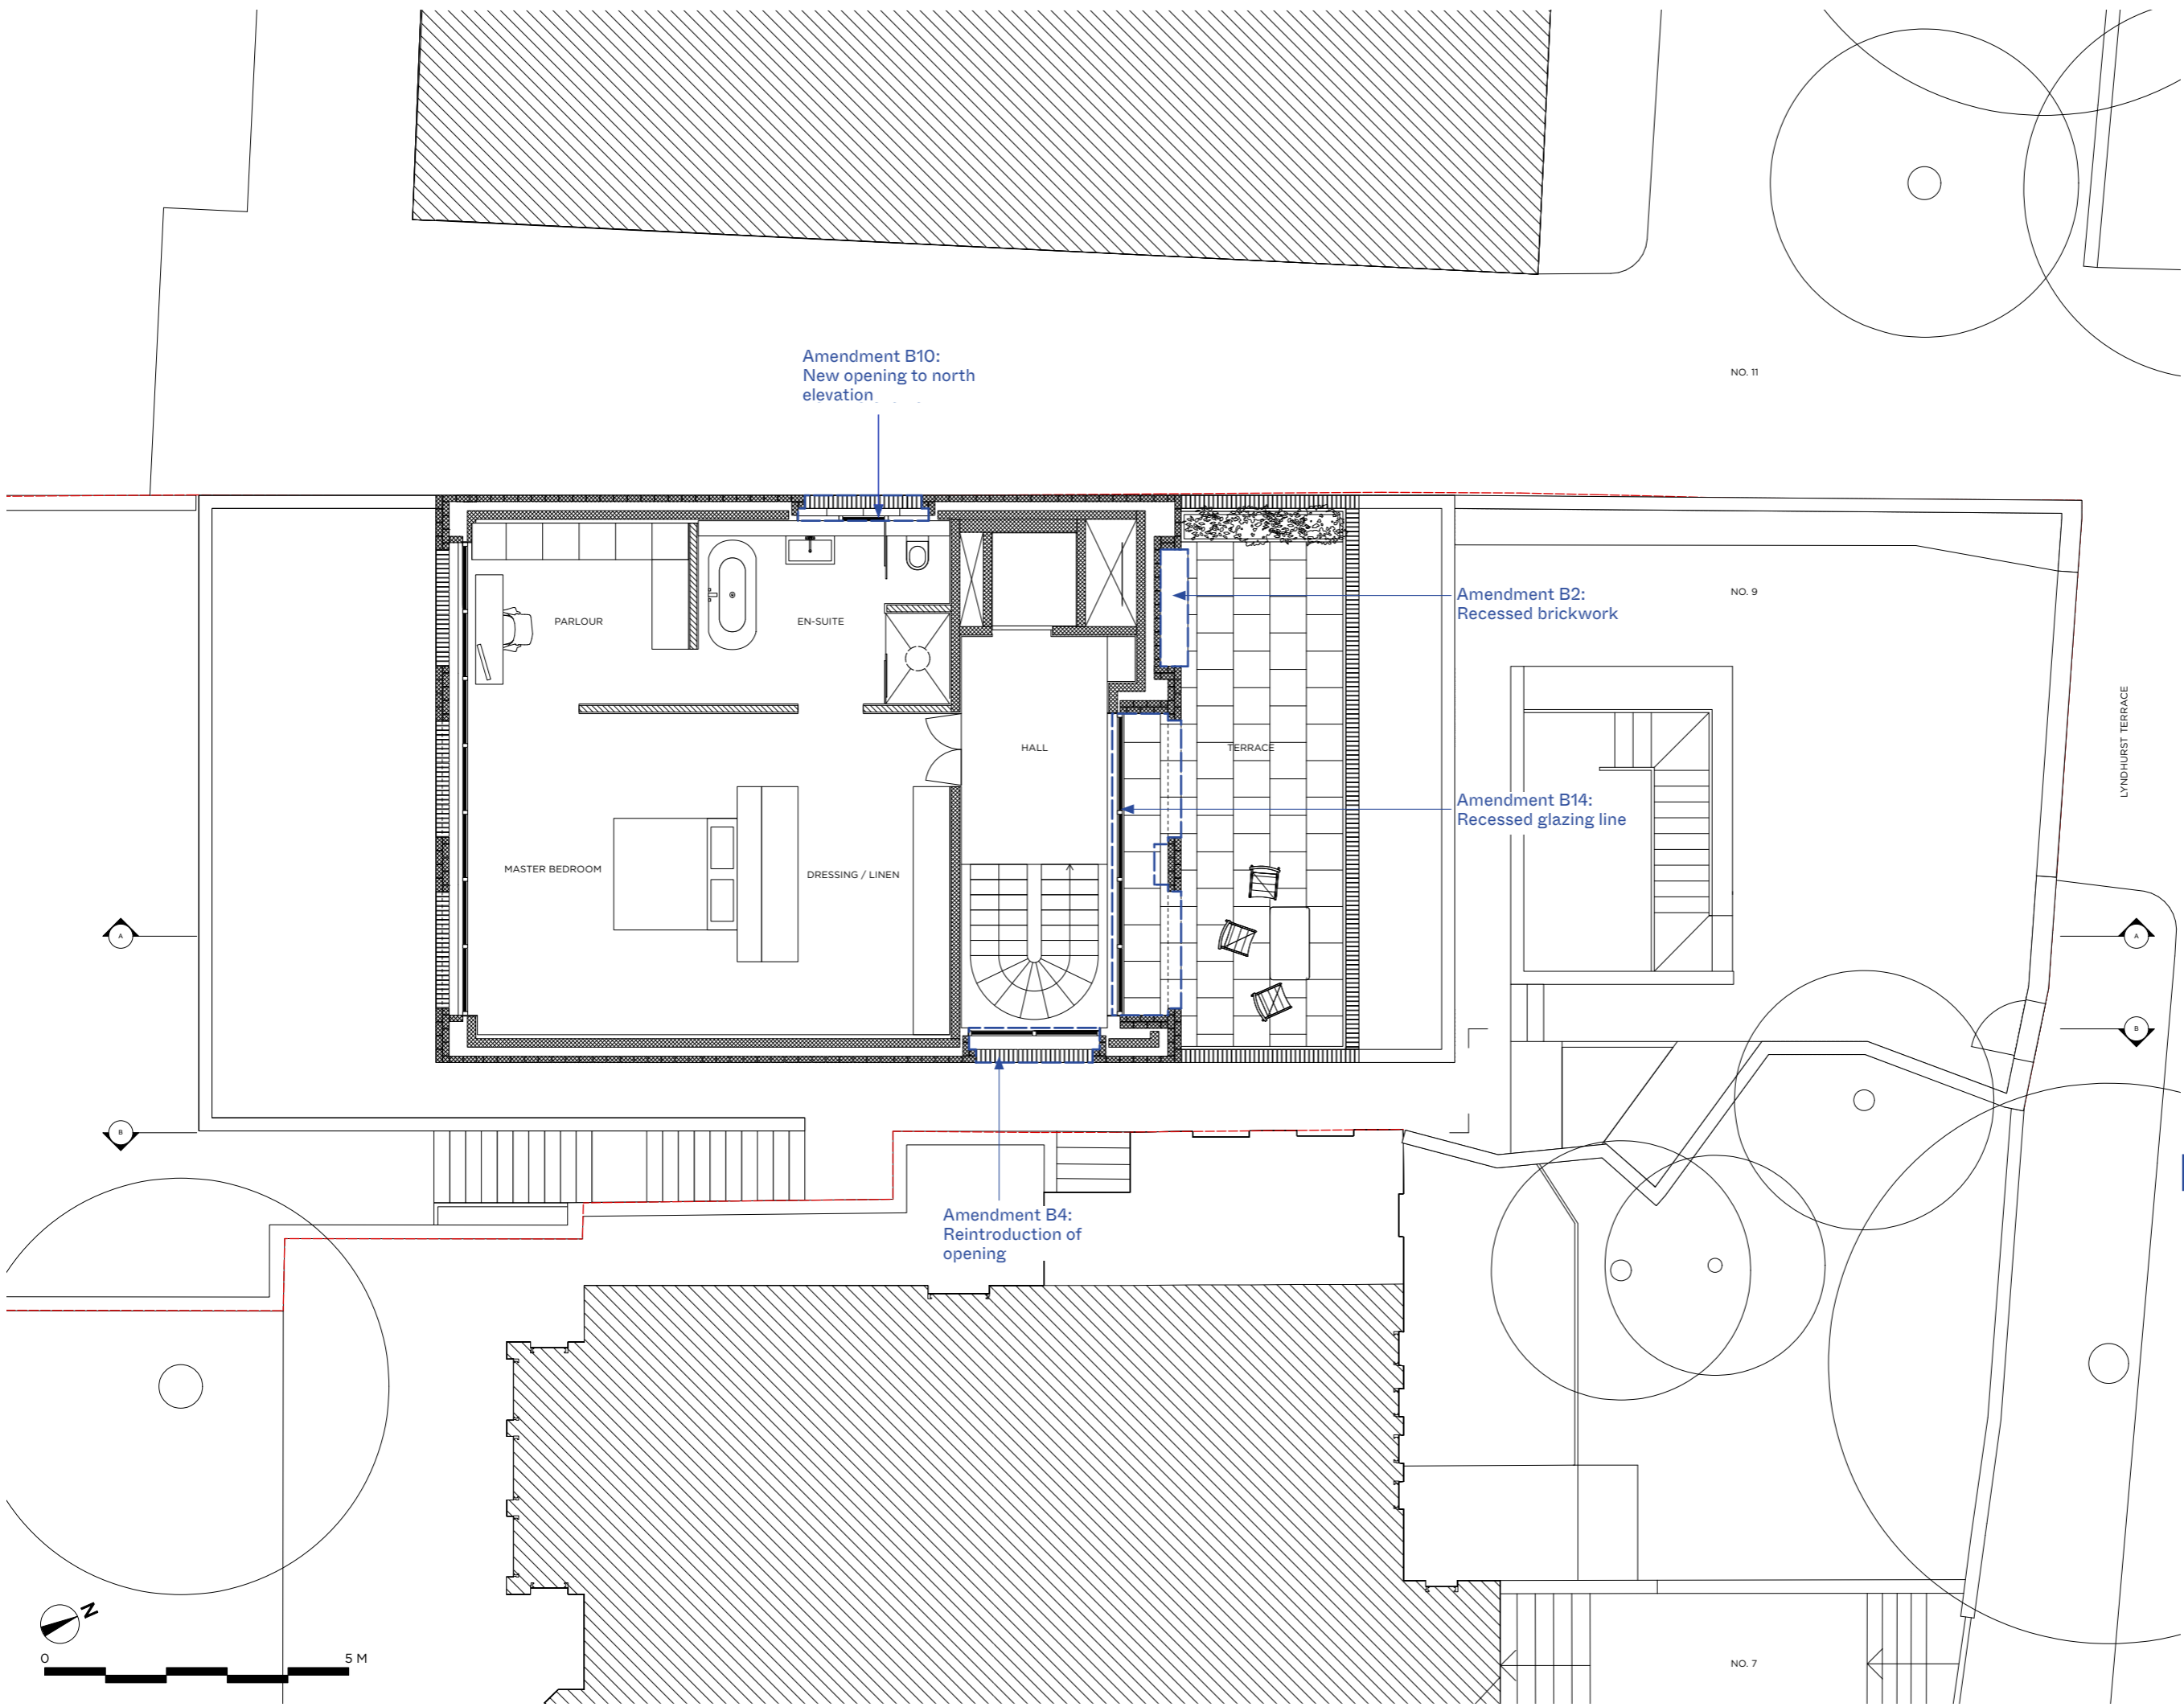 NO. 11
Amendment B10:
New opening to north
elevation
Amendment B2:
Recessed brickwork
NO. 9
PARLOUR
EN-SUITE
HALL
TERRACE
LYNDHURST TERRACE
Amendment B14:
Recessed glazing line
MASTER BEDROOM
DRESSING / LINEN
A
A
B
B
Amendment B4:
Reintroduction of
opening
N
0
5 M
NO. 7